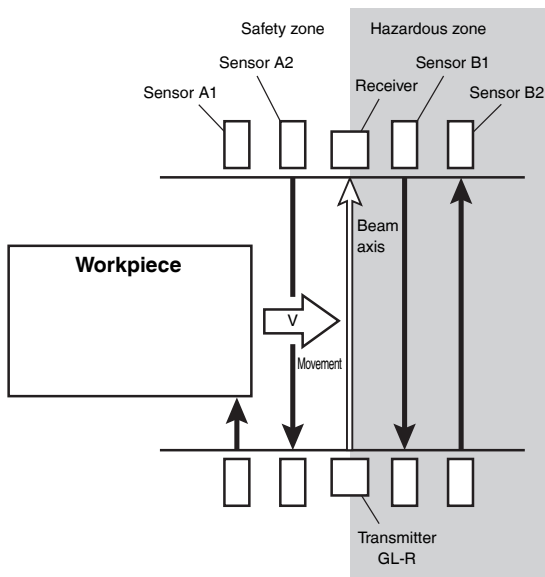 Safety zone
Hazardous zone
Sensor A2
Sensor B1
Sensor A1
Receiver
Sensor B2
Beam
axis
Workpiece
V
Movement
Transmitter
GL-R